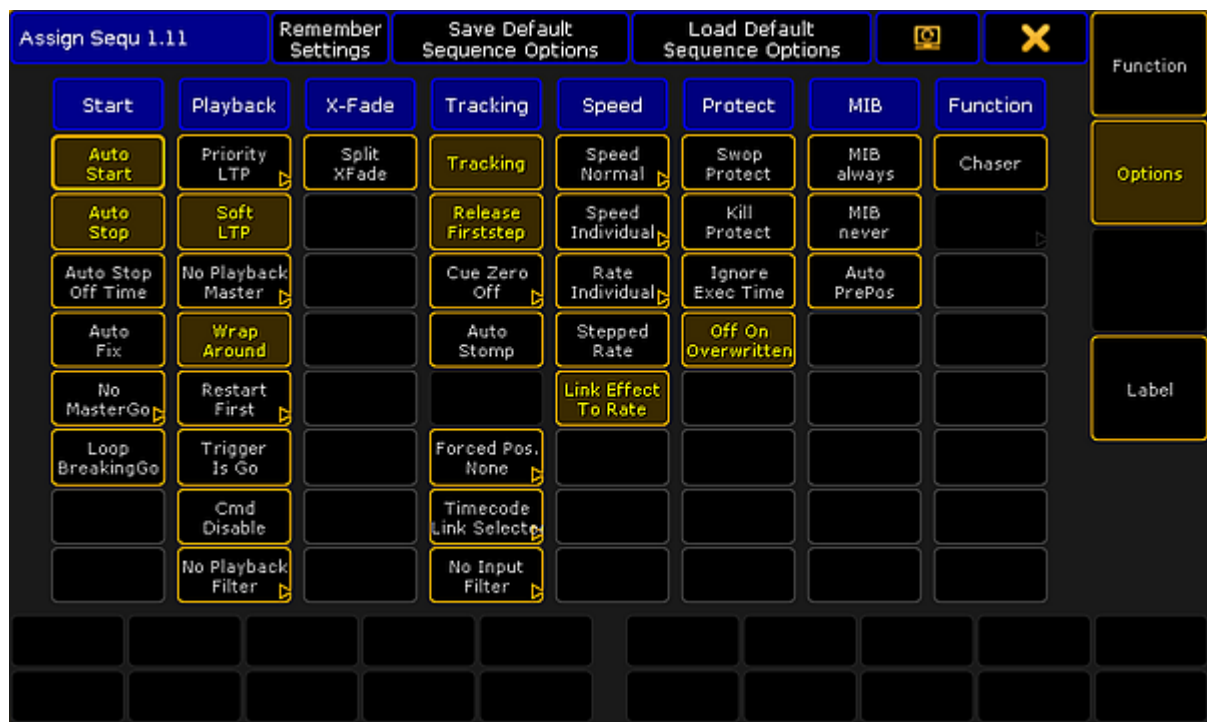 Assign Sequ 1.11
Remember
Settings
Save Default
Sequence Options
Load Default
Sequence Options
Function
Start
Playback
X-Fade
Tracking
Speed
Protect
MIB
Function
Auto
Start
Priority
LTP
Split
XFade
Tracking
Speed
Normal
Swop
Protect
MIB
always
Chaser
Options
Auto
Stop
Soft
LTP
Release
Firststep
Speed
Individual
Kill
Protect
MIB
never
Auto Stop
Off Time
No Playback
Master
Cue Zero
Off
Rate
Individual
Ignore
Exec Time
Auto
PrePos
Auto
Fix
Wrap
Around
Auto
Stomp
Stepped
Rate
Off On
Overwritten
No
MasterGo
Restart
First
Link Effect
To Rate
Label
Loop
BreakingGo
Trigger
Is Go
Forced Pos.
None
Cmd
Disable
Timecode
Link Selecte
No Playback
Filter
No Input
Filter